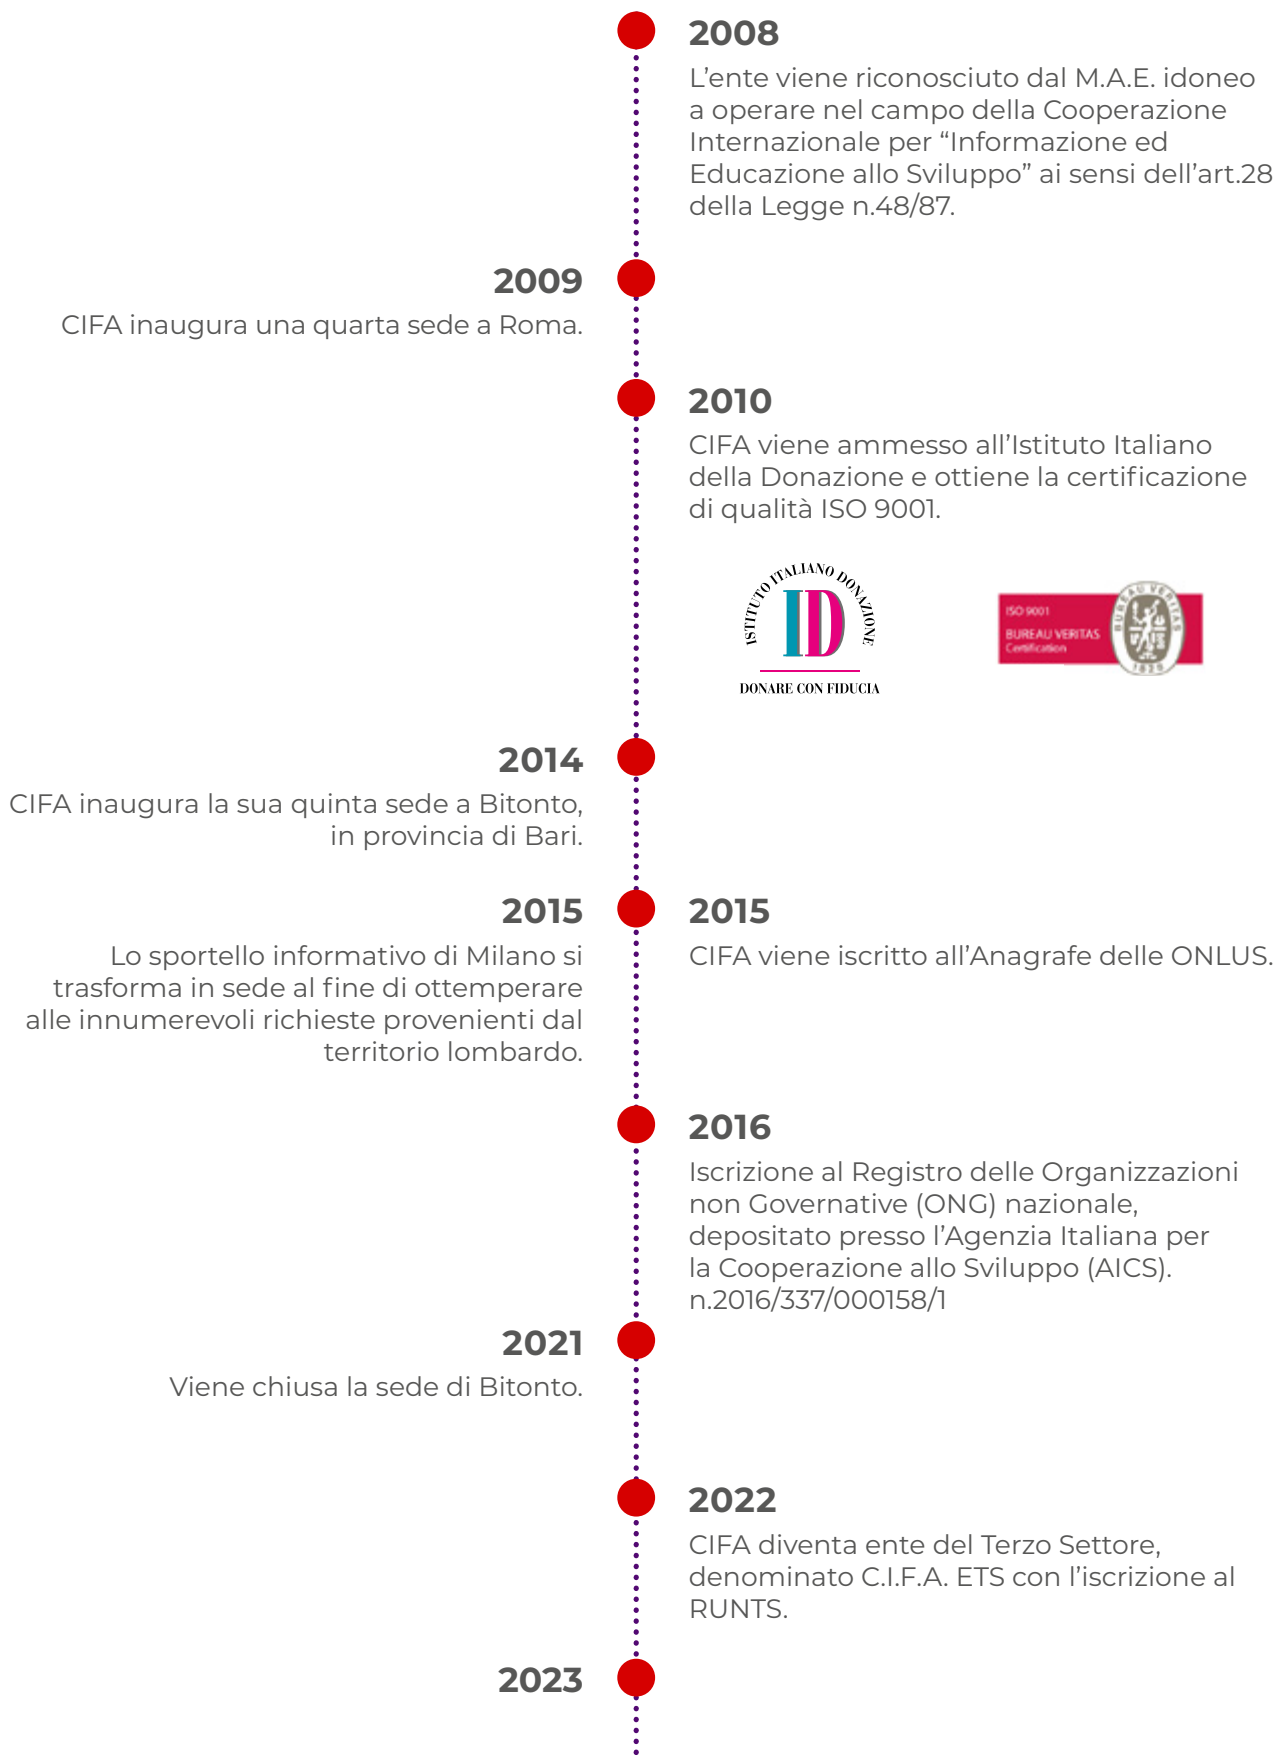 2008
L’ente viene riconosciuto dal M.A.E. idoneo
a operare nel campo della Cooperazione
Internazionale per “Informazione ed
Educazione allo Sviluppo” ai sensi dell’art.28
della Legge n.48/87.
2009
CIFA inaugura una quarta sede a Roma.
2010
CIFA viene ammesso all’Istituto Italiano
della Donazione e ottiene la certificazione
di qualità ISO 9001.
ISTITUTO ITALIANO DONAZIONE
ID
DONARE CON FIDUCIA
ISO 9001
BUREAU VERITAS
Certification
BUREAU VERITAS
1828
2014
CIFA inaugura la sua quinta sede a Bitonto,
in provincia di Bari.
2015
Lo sportello informativo di Milano si
trasforma in sede al fine di ottemperare
alle innumerevoli richieste provenienti dal
territorio lombardo.
2015
CIFA viene iscritto all’Anagrafe delle ONLUS.
2016
Iscrizione al Registro delle Organizzazioni
non Governative (ONG) nazionale,
depositato presso l’Agenzia Italiana per
la Cooperazione allo Sviluppo (AICS).
n.2016/337/000158/1
2021
Viene chiusa la sede di Bitonto.
2022
CIFA diventa ente del Terzo Settore,
denominato C.I.F.A. ETS con l’iscrizione al
RUNTS.
2023